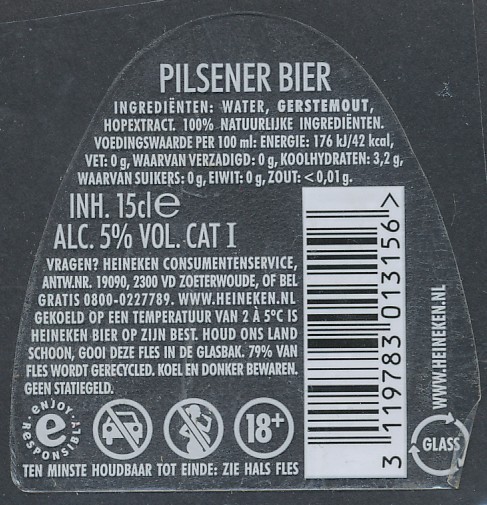 PILSENER BIER
INGREDIËNTEN: WATER, GERSTEMOUT,
HOPEXTRACT. 100% NATUURLIJKE INGREDIËNTEN.
VOEDINGSWAARDE PER 100 ml: ENERGIE: 176 kJ/42 kcal,
VET: 0 g, WAARVAN VERZADIGD: 0 g, KOOLHYDRATEN: 3,2 g,
WAARVAN SUIKERS: 0 g, EIWIT: 0 g, ZOUT: <0,01 g.
INH. 15cl e
ALC. 5% VOL. CAT I
VRAGEN? HEINEKEN CONSUMENTENSERVICE,
ANTW.NR. 19090, 2300 VD ZOETERWOUDE, OF BEL
GRATIS 0800-0227789. WWW.HEINEKEN.NL
GEKOELD OP EEN TEMPERATUUR VAN 2 À 5°C IS
HEINEKEN BIER OP ZIJN BEST. HOUD ONS LAND
SCHOON, GOOI DEZE FLES IN DE GLASBAK. 79% VAN
FLES WORDT GERECYCLED. KOEL EN DONKER BEWAREN.
GEEN STATIEGELD.
ENJOY
e
RESPONSIBLY
18+
TEN MINSTE HOUDBAAR TOT EINDE: ZIE HALS FLES
3 119783 013156 >
WWW.HEINEKEN.NL
GLASS